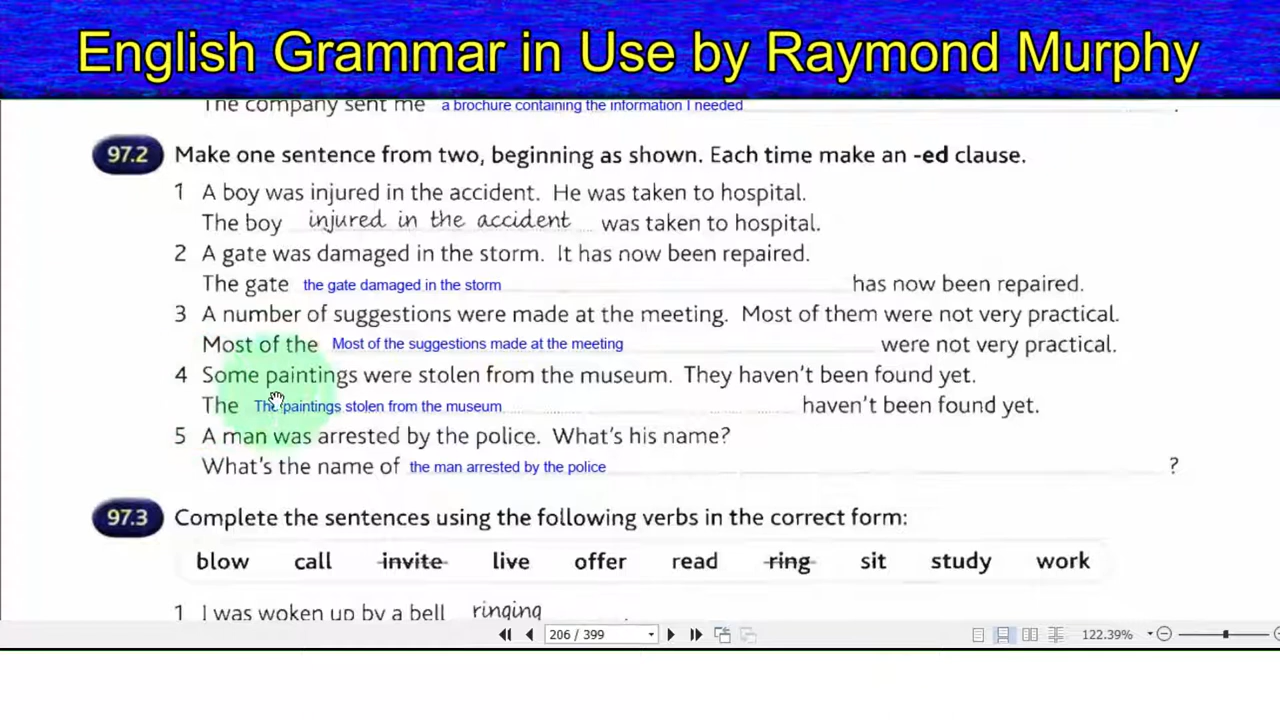 English Grammar in Use by Raymond Murphy
The company sent me a brochure containing the information I needed .
97.2 Make one sentence from two, beginning as shown. Each time make an -ed clause.
1 A boy was injured in the accident. He was taken to hospital.
The boy injured in the accident was taken to hospital.
2 A gate was damaged in the storm. It has now been repaired.
The gate the gate damaged in the storm has now been repaired.
3 A number of suggestions were made at the meeting. Most of them were not very practical.
Most of the Most of the suggestions made at the meeting were not very practical.
4 Some paintings were stolen from the museum. They haven't been found yet.
The The paintings stolen from the museum haven't been found yet.
5 A man was arrested by the police. What's his name?
What's the name of the man arrested by the police ?
97.3 Complete the sentences using the following verbs in the correct form:
blow call invite live offer read ring sit study work
1 I was woken up by a bell ringing .
206 / 399 122.39%